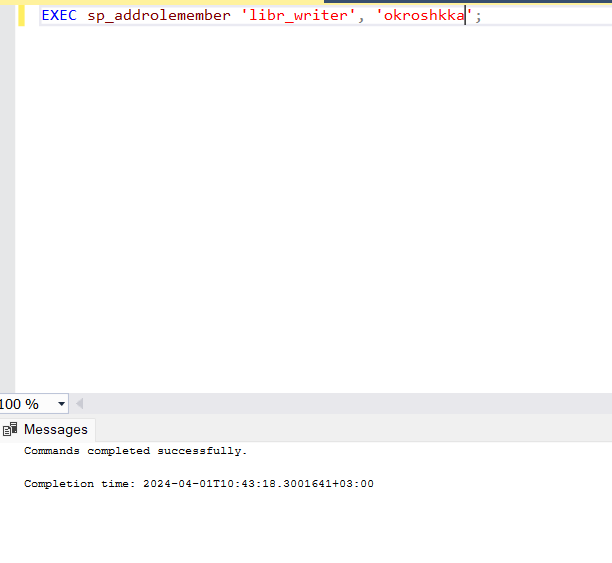 EXEC sp_addrolemember 'libr_writer', 'okroshkka';
100 %
Messages
Commands completed successfully.
Completion time: 2024-04-01T10:43:18.3001641+03:00